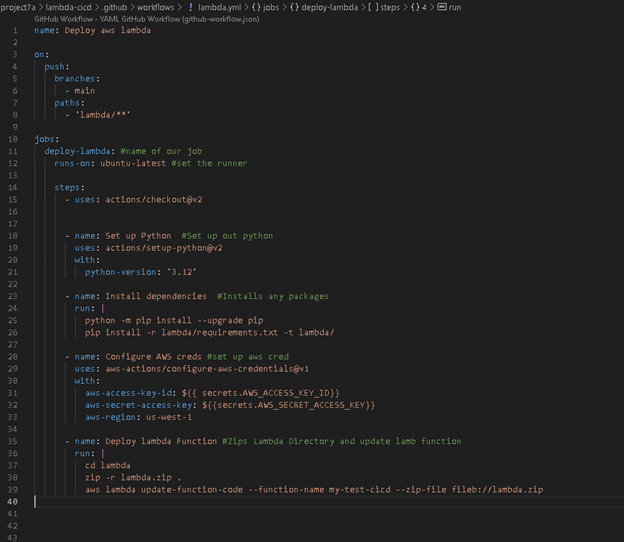 project7a > lambda-cicd > .github > workflows > ! lambda.yml > {} jobs > {} deploy-lambda > [ ] steps > {} 4 > run
GitHub Workflow - YAML GitHub Workflow (github-workflow.json)
1 name: Deploy aws lambda
2
3 on:
4 push:
5 branches:
6 - main
7 paths:
8 - 'lambda/**'
9
10 jobs:
11 deploy-lambda: #name of our job
12 runs-on: ubuntu-latest #set the runner
13
14 steps:
15 - uses: actions/checkout@v2
16
17
18 - name: Set up Python  #Set up out python
19 uses: actions/setup-python@v2
20 with:
21 python-version: '3.12'
22
23 - name: Install dependencies  #Installs any packages
24 run: |
25 python -m pip install --upgrade pip
26 pip install -r lambda/requirements.txt -t lambda/
27
28 - name: Configure AWS creds #set up aws cred
29 uses: aws-actions/configure-aws-credentials@v1
30 with:
31 aws-access-key-id: ${{ secrets.AWS_ACCESS_KEY_ID}}
32 aws-secret-access-key: ${{secrets.AWS_SECRET_ACCESS_KEY}}
33 aws-region: us-west-1
34
35 - name: Deploy lambda Function #Zips Lambda Directory and update lamb function
36 run: |
37 cd lambda
38 zip -r lambda.zip .
39 aws lambda update-function-code --function-name my-test-cicd --zip-file fileb://lambda.zip
40
41
42
43